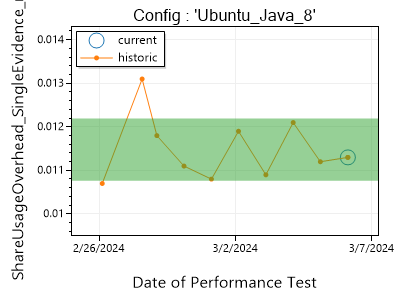 Config : 'Ubuntu_Java_8'
ShareUsageOverhead_SingleEvidence_
current
historic
0.014
0.013
0.012
0.011
0.01
2/26/2024
3/2/2024
3/7/2024
Date of Performance Test